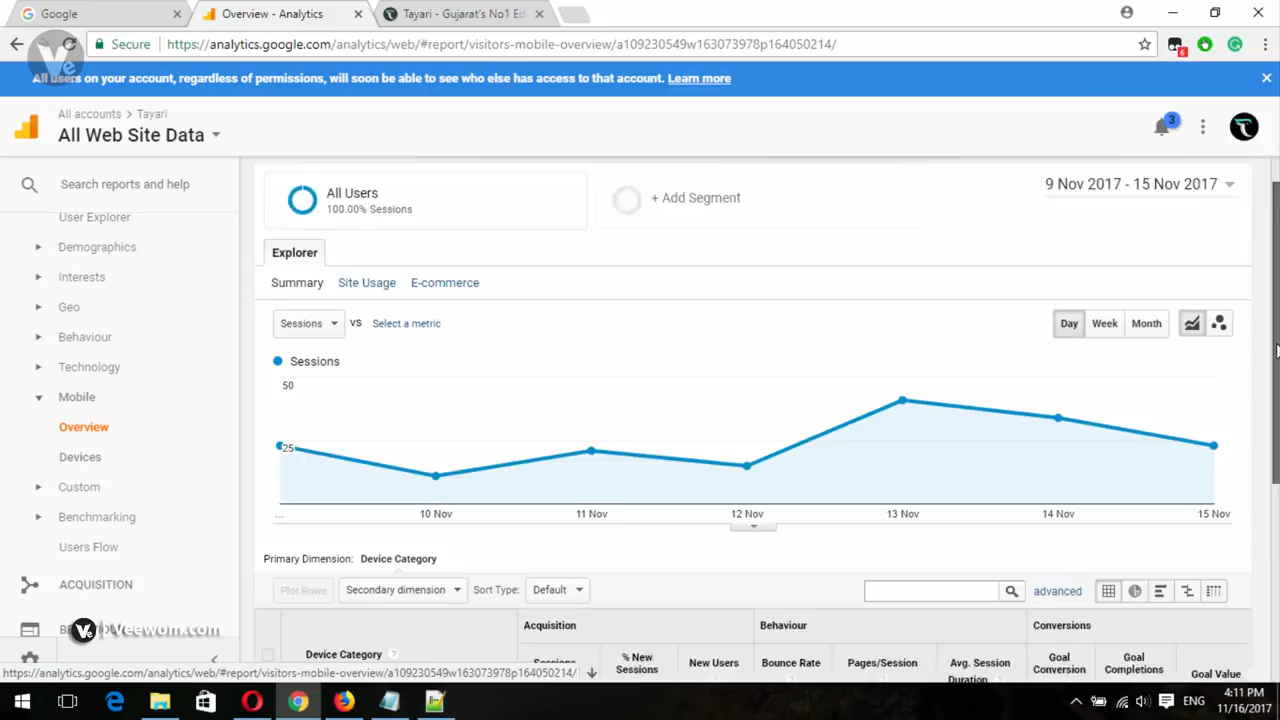 Google
Overview - Analytics
Tayari - Gujarat's No1 Ed
Secure
https://analytics.google.com/analytics/web/#report/visitors-mobile-overview/a109230549w163073978p164050214/
6
Ve
All users on your account, regardless of permissions, will soon be able to see who else has access to that account. Learn more
All accounts > Tayari
All Web Site Data
3
Search reports and help
User Explorer
Demographics
Interests
Geo
Behaviour
Technology
Mobile
Overview
Devices
Custom
Benchmarking
Users Flow
ACQUISITION
Ve Veewom.com
All Users
100.00% Sessions
+ Add Segment
9 Nov 2017 - 15 Nov 2017
Explorer
Summary Site Usage E-commerce
Sessions VS Select a metric
Day Week Month
Sessions
50
25
... 10 Nov 11 Nov 12 Nov 13 Nov 14 Nov 15 Nov
Primary Dimension: Device Category
Plot Rows Secondary dimension Sort Type: Default
advanced
Acquisition Behaviour Conversions
Device Category ?
Sessions
% New Sessions
New Users
Bounce Rate
Pages/Session
Avg. Session Duration
Goal Conversion
Goal Completions
Goal Value
https://analytics.google.com/analytics/web/#report/visitors-mobile-overview/a109230549w163073978p164050214/
ENG
4:11 PM
11/16/2017